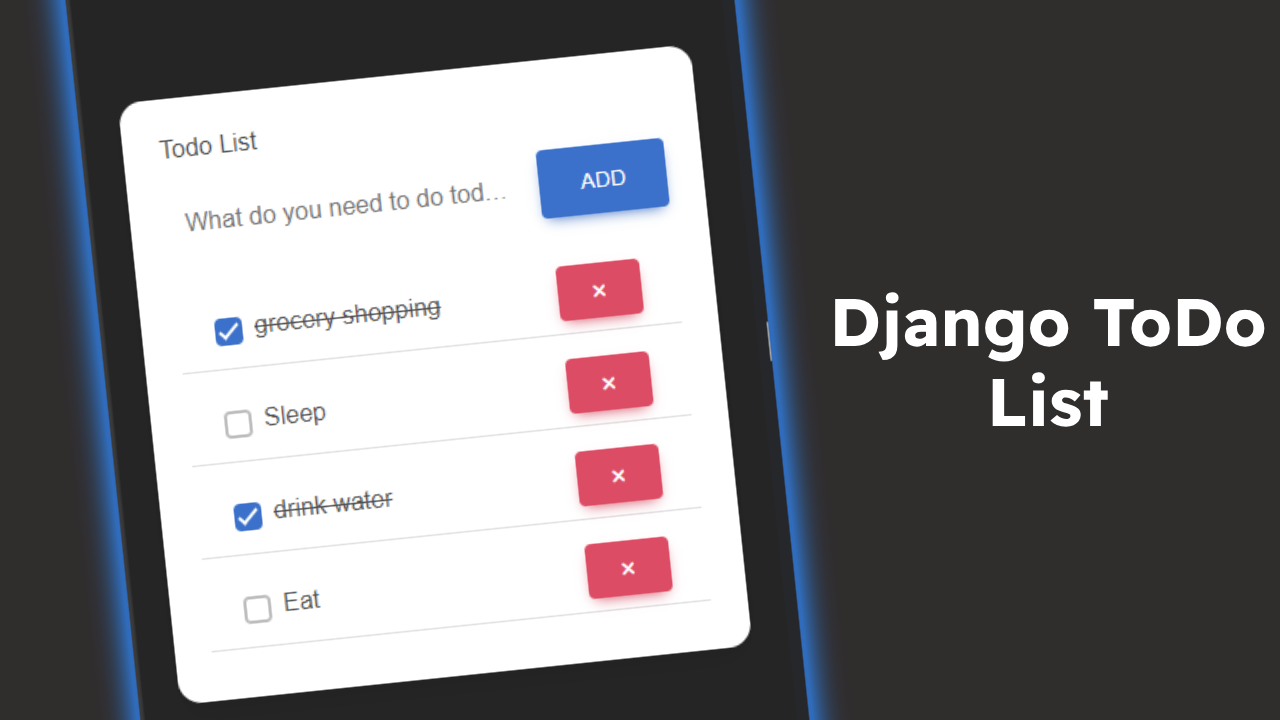 Todo List
What do you need to do tod...
ADD
grocery shopping
×
Sleep
×
drink water
×
Eat
×
Django ToDo
List